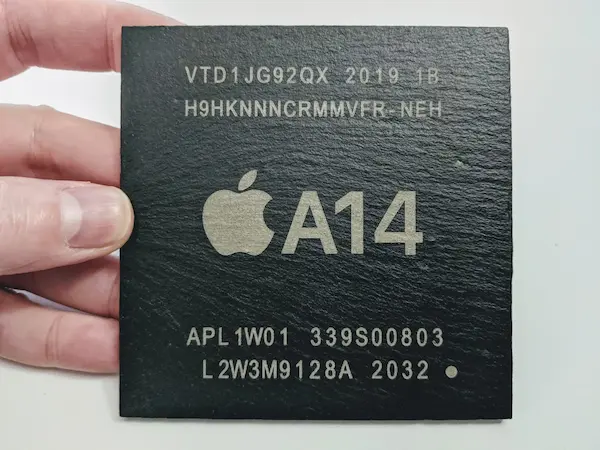 VTD1JG92QX 2019 1B
H9HKNNNCRMMVFR-NEH
A14
APL1W01 339S00803
L2W3M9128A 2032